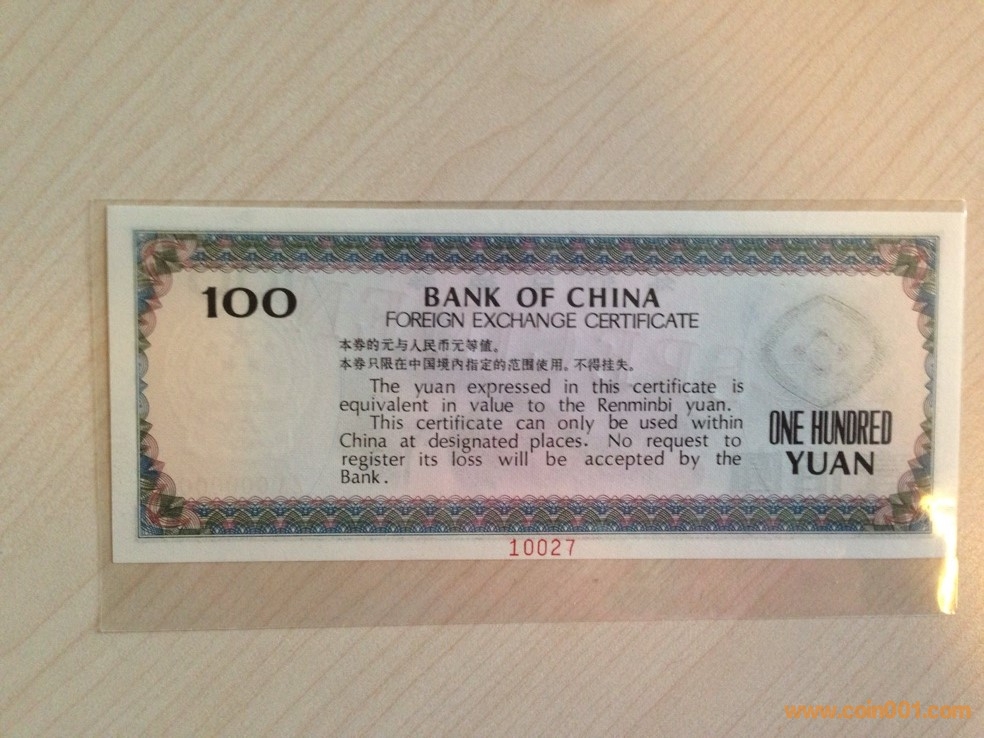 100
BANK OF CHINA
FOREIGN EXCHANGE CERTIFICATE
本券的元与人民币元等值。
本券只限在中国境内指定的范围使用。不得挂失。
The yuan expressed in this certificate is
equivalent in value to the Renminbi yuan.
This certificate can only be used within
China at designated places. No request to
register its loss will be accepted by the
Bank.
ONE HUNDRED
YUAN
10027
www.coin001.com